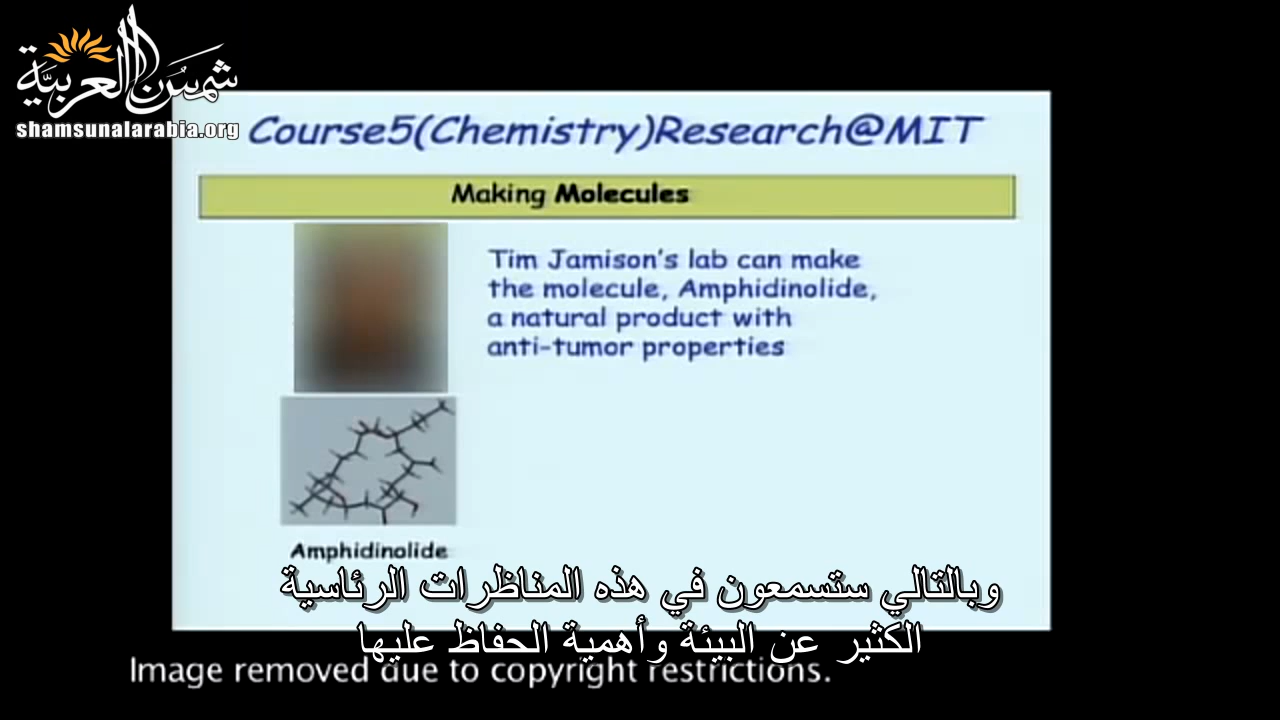 شمس العربية
shamsunalarabia.org
Course5(Chemistry)Research@MIT
Making Molecules
Tim Jamison's lab can make
the molecule, Amphidinolide,
a natural product with
anti-tumor properties
Amphidinolide
وبالتالي ستسمعون في هذه المناظرات الرئاسية
الكثير عن البيئة وأهمية الحفاظ عليها
Image removed due to copyright restrictions.